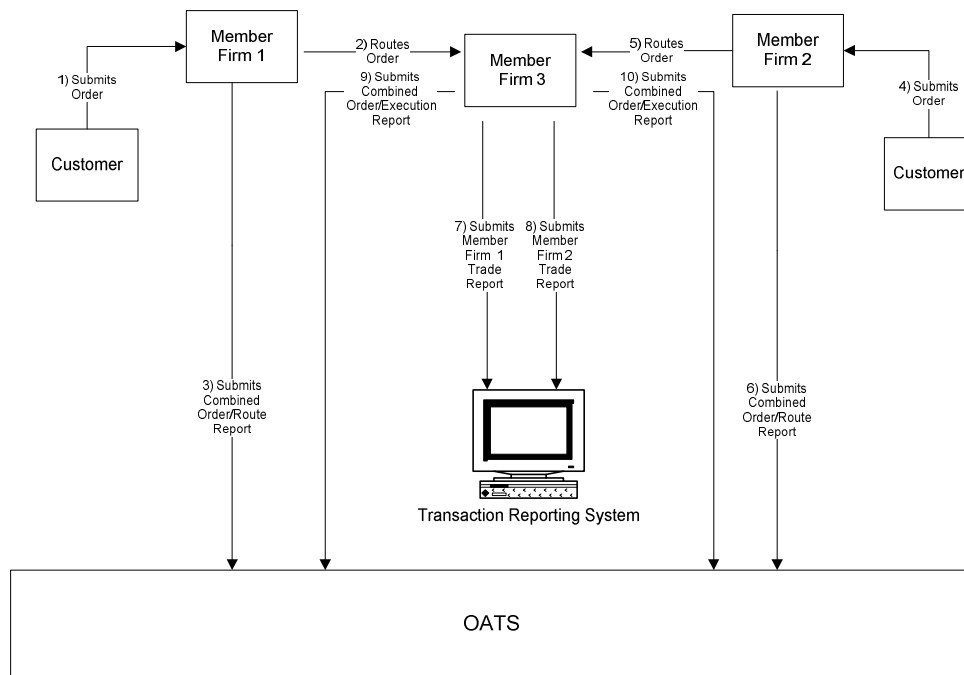 Member
Firm 1
2) Routes
Order
Member
Firm 3
5) Routes
Order
Member
Firm 2
1) Submits
Order
9) Submits
Combined
Order/Execution
Report
10) Submits
Combined
Order/Execution
Report
4) Submits
Order
Customer
Customer
7) Submits
Member
Firm 1
Trade
Report
8) Submits
Member
Firm2
Trade
Report
3) Submits
Combined
Order/Route
Report
6) Submits
Combined
Order/Route
Report
Transaction Reporting System
OATS